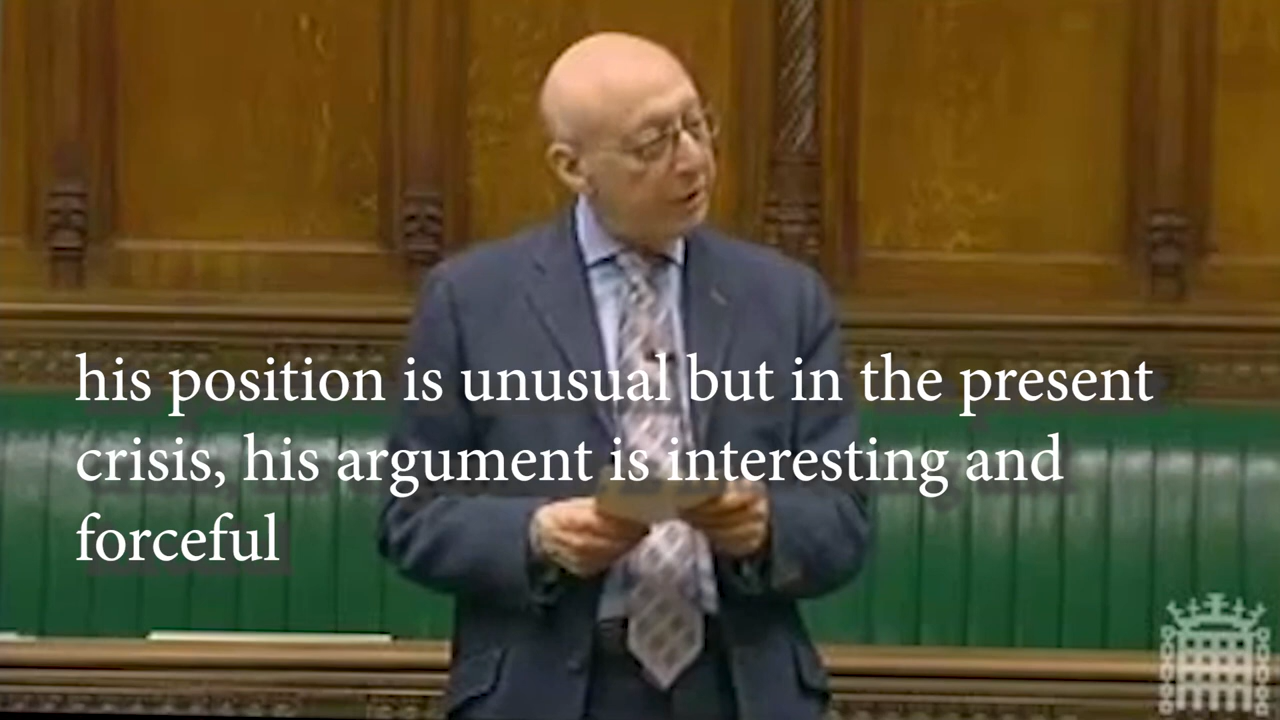 his position is unusual but in the present
crisis, his argument is interesting and
forceful